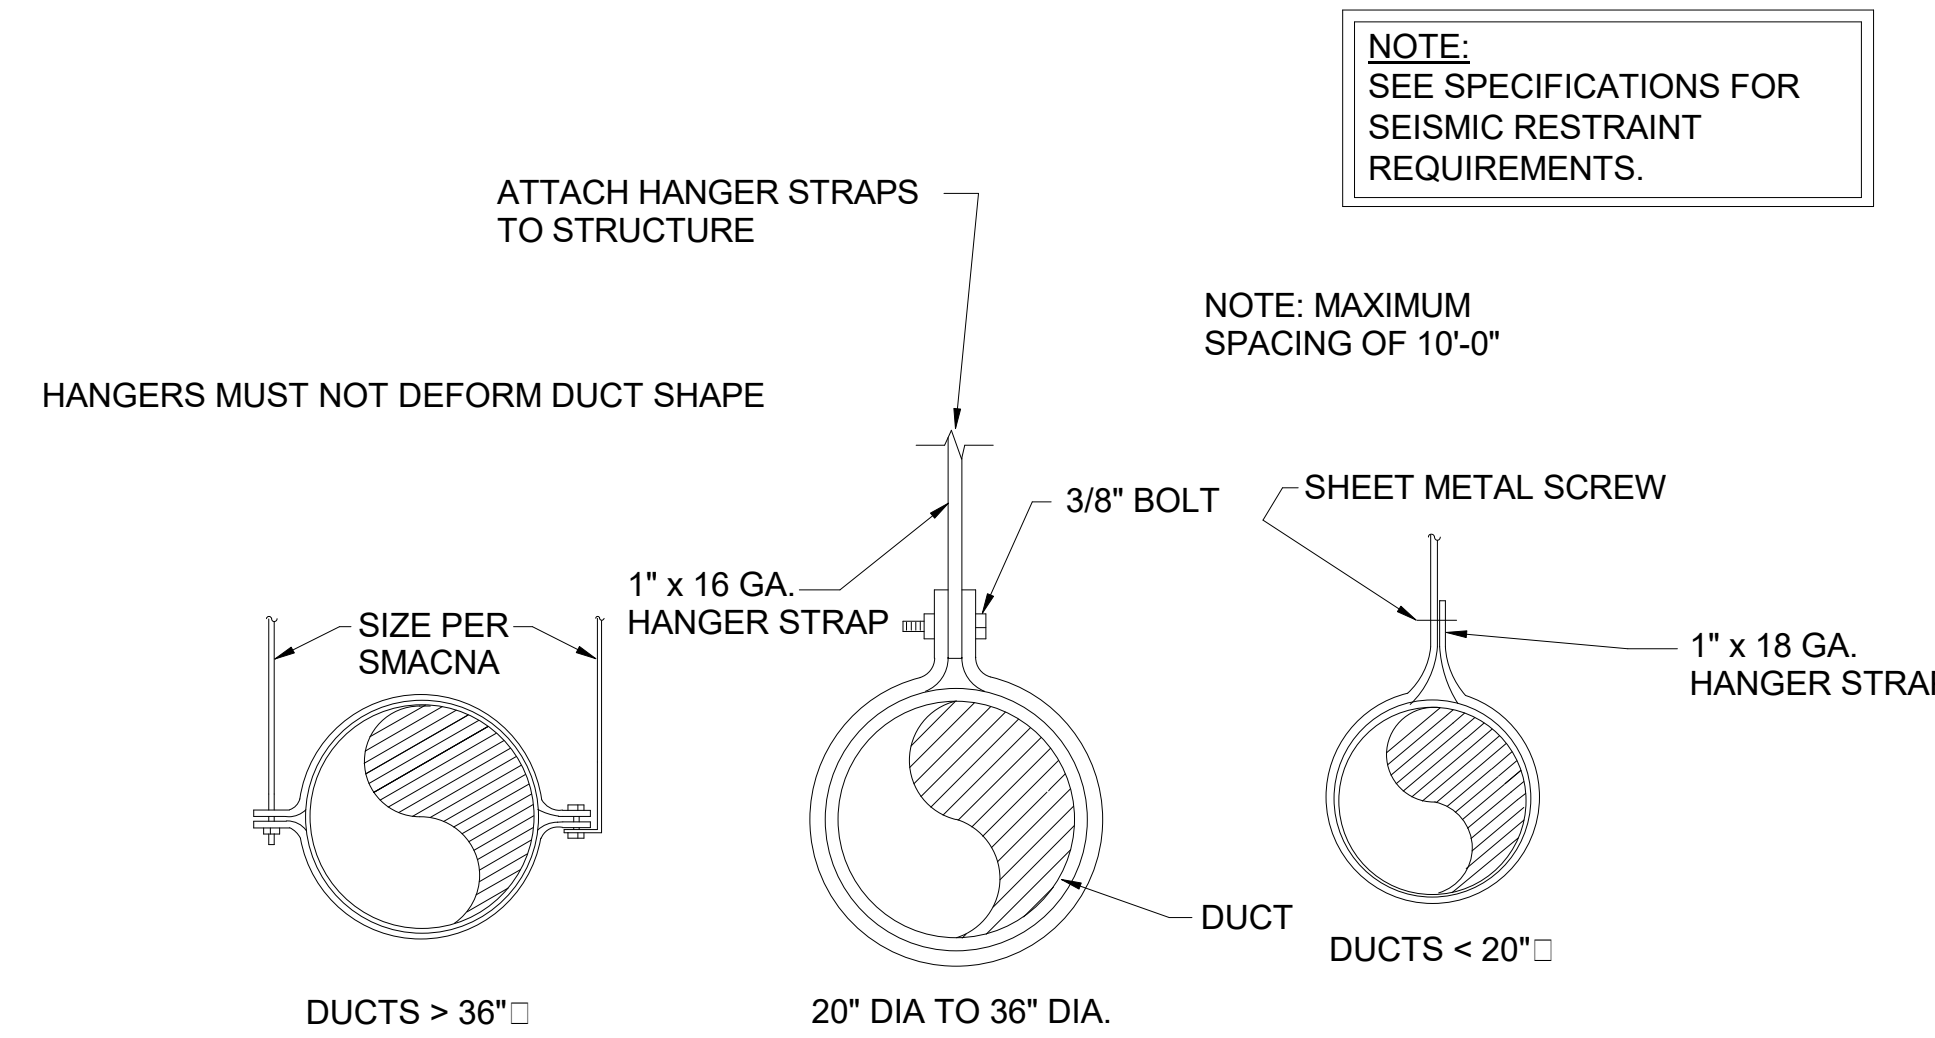 NOTE:
SEE SPECIFICATIONS FOR
SEISMIC RESTRAINT
REQUIREMENTS.
ATTACH HANGER STRAPS
TO STRUCTURE
NOTE: MAXIMUM
SPACING OF 10'-0"
HANGERS MUST NOT DEFORM DUCT SHAPE
3/8" BOLT
SHEET METAL SCREW
1" x 16 GA.
HANGER STRAP
SIZE PER
SMACNA
1" x 18 GA.
HANGER STRAP
DUCT
DUCTS < 20"□
DUCTS > 36"□
20" DIA TO 36" DIA.